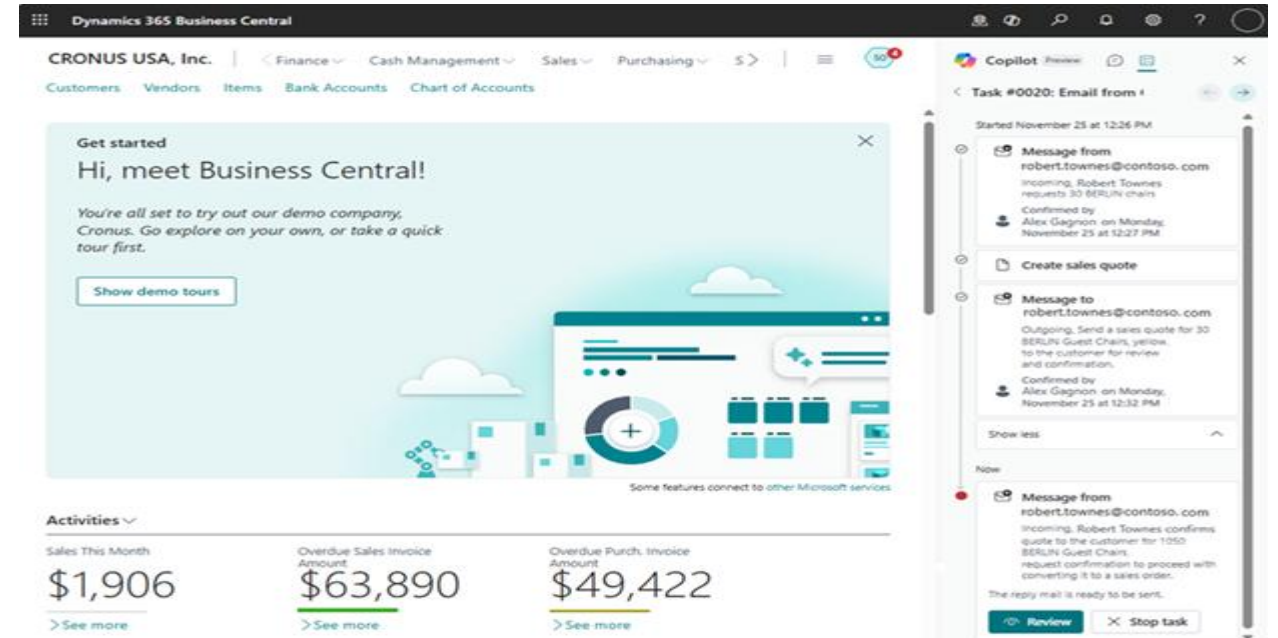 Dynamics 365 Business Central
?
CRONUS USA, Inc.
Finance
Cash Management
Sales
Purchasing
S
SO
4
Customers
Vendors
Items
Bank Accounts
Chart of Accounts
Get started
Hi, meet Business Central!
You're all set to try out our demo company,
Cronus. Go explore on your own, or take a quick
tour first.
Show demo tours
Some features connect to other Microsoft services
Activities
Sales This Month
$1,906
>See more
Overdue Sales Invoice
Amount
$63,890
>See more
Overdue Purch. Invoice
Amount
$49,422
>See more
Copilot Preview
Task #0020: Email from
Started November 25 at 12:26 PM
Message from
robert.townes@contoso.com
Incoming, Robert Townes
requests 30 BERLIN chairs
Confirmed by
Alex Gagnon on Monday,
November 25 at 12:27 PM
Create sales quote
Message to
robert.townes@contoso.com
Outgoing, Send a sales quote for 30
BERLIN Guest Chairs, yellow.
to the customer for review
and confirmation.
Confirmed by
Alex Gagnon on Monday,
November 25 at 12:32 PM
Show less
Now
Message from
robert.townes@contoso.com
Incoming, Robert Townes confirms
quote to the customer for 1050
BERLIN Guest Chairs,
request confirmation to proceed with
converting it to a sales order.
The reply mail is ready to be sent.
Review
Stop task